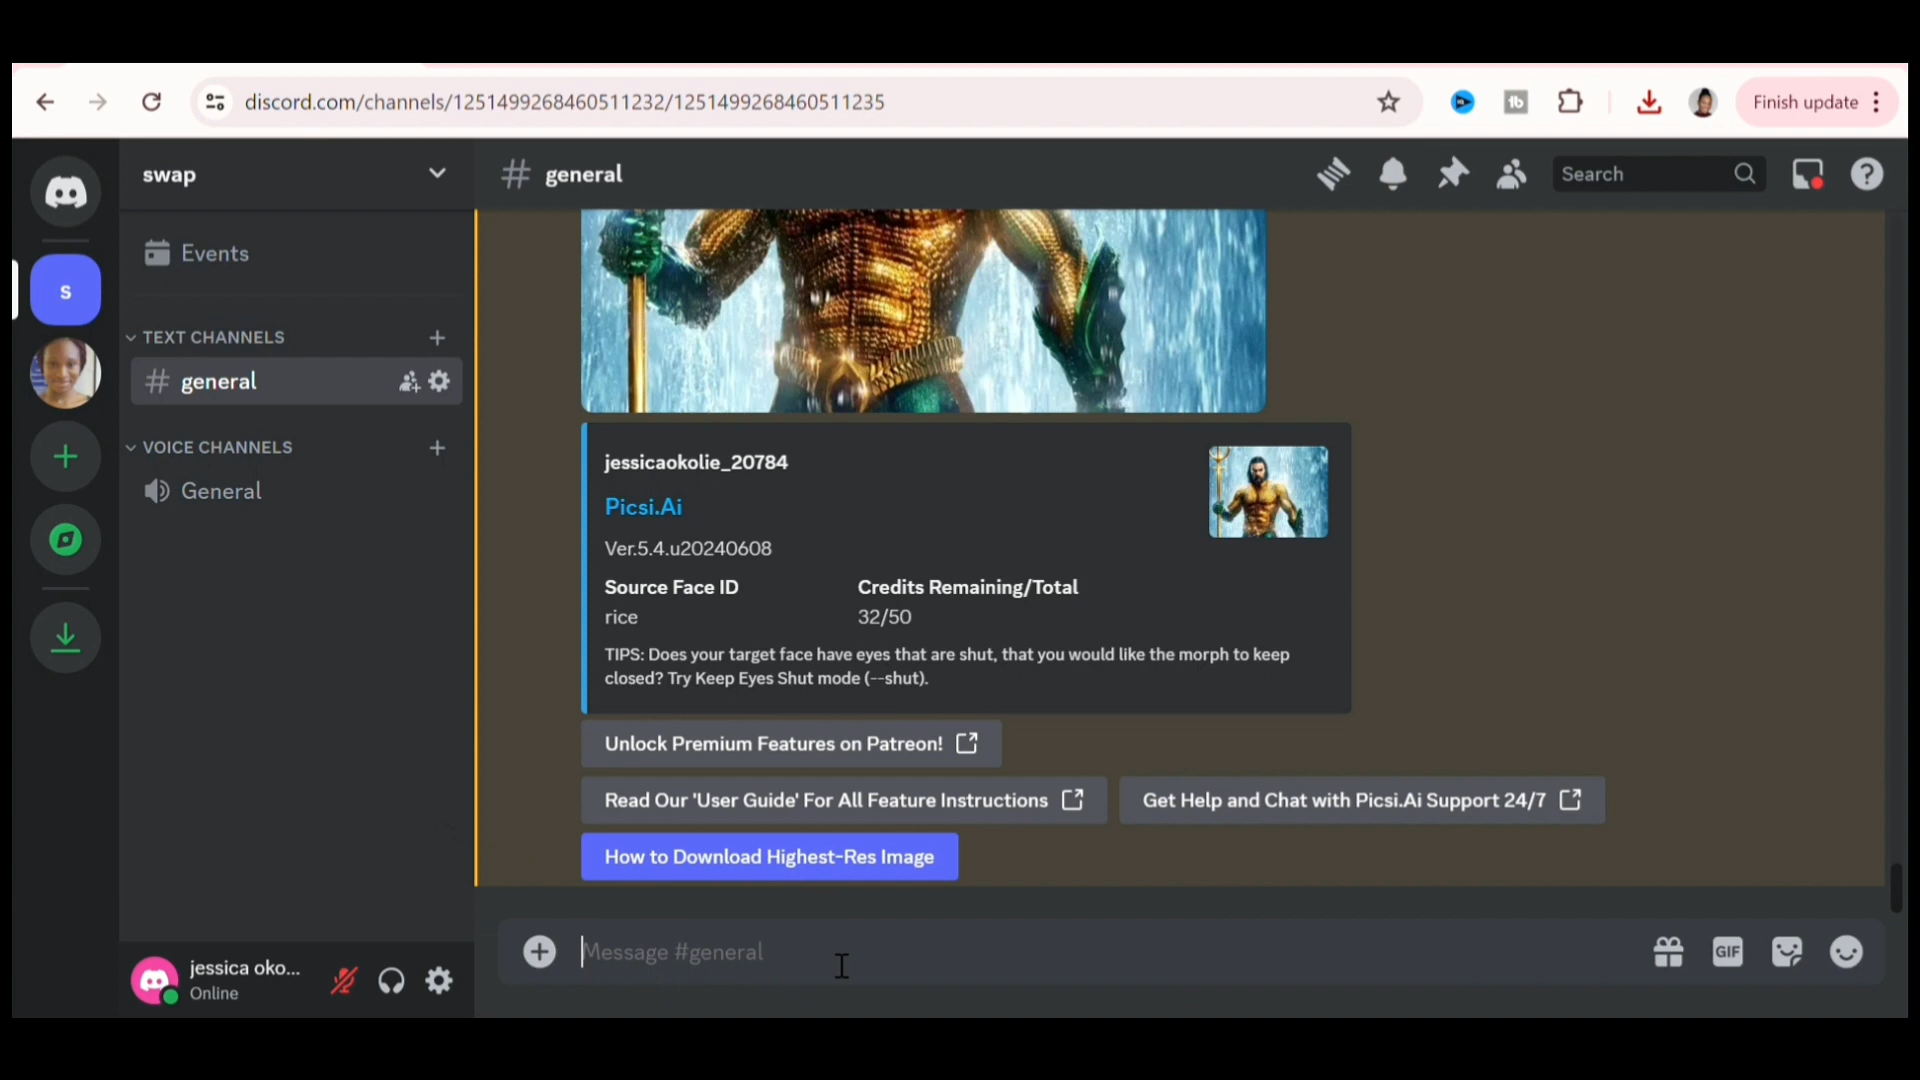 discord.com/channels/1251499268460511232/1251499268460511235
Finish update
swap
general
Search
Events
S
TEXT CHANNELS
general
VOICE CHANNELS
General
jessicaokolie_20784
Picsi.Ai
Ver.5.4.u20240608
Source Face ID
Credits Remaining/Total
rice
32/50
TIPS: Does your target face have eyes that are shut, that you would like the morph to keep
closed? Try Keep Eyes Shut mode (--shut).
Unlock Premium Features on Patreon!
Read Our 'User Guide' For All Feature Instructions
Get Help and Chat with Picsi.Ai Support 24/7
How to Download Highest-Res Image
Message #general
GIF
jessica oko...
Online